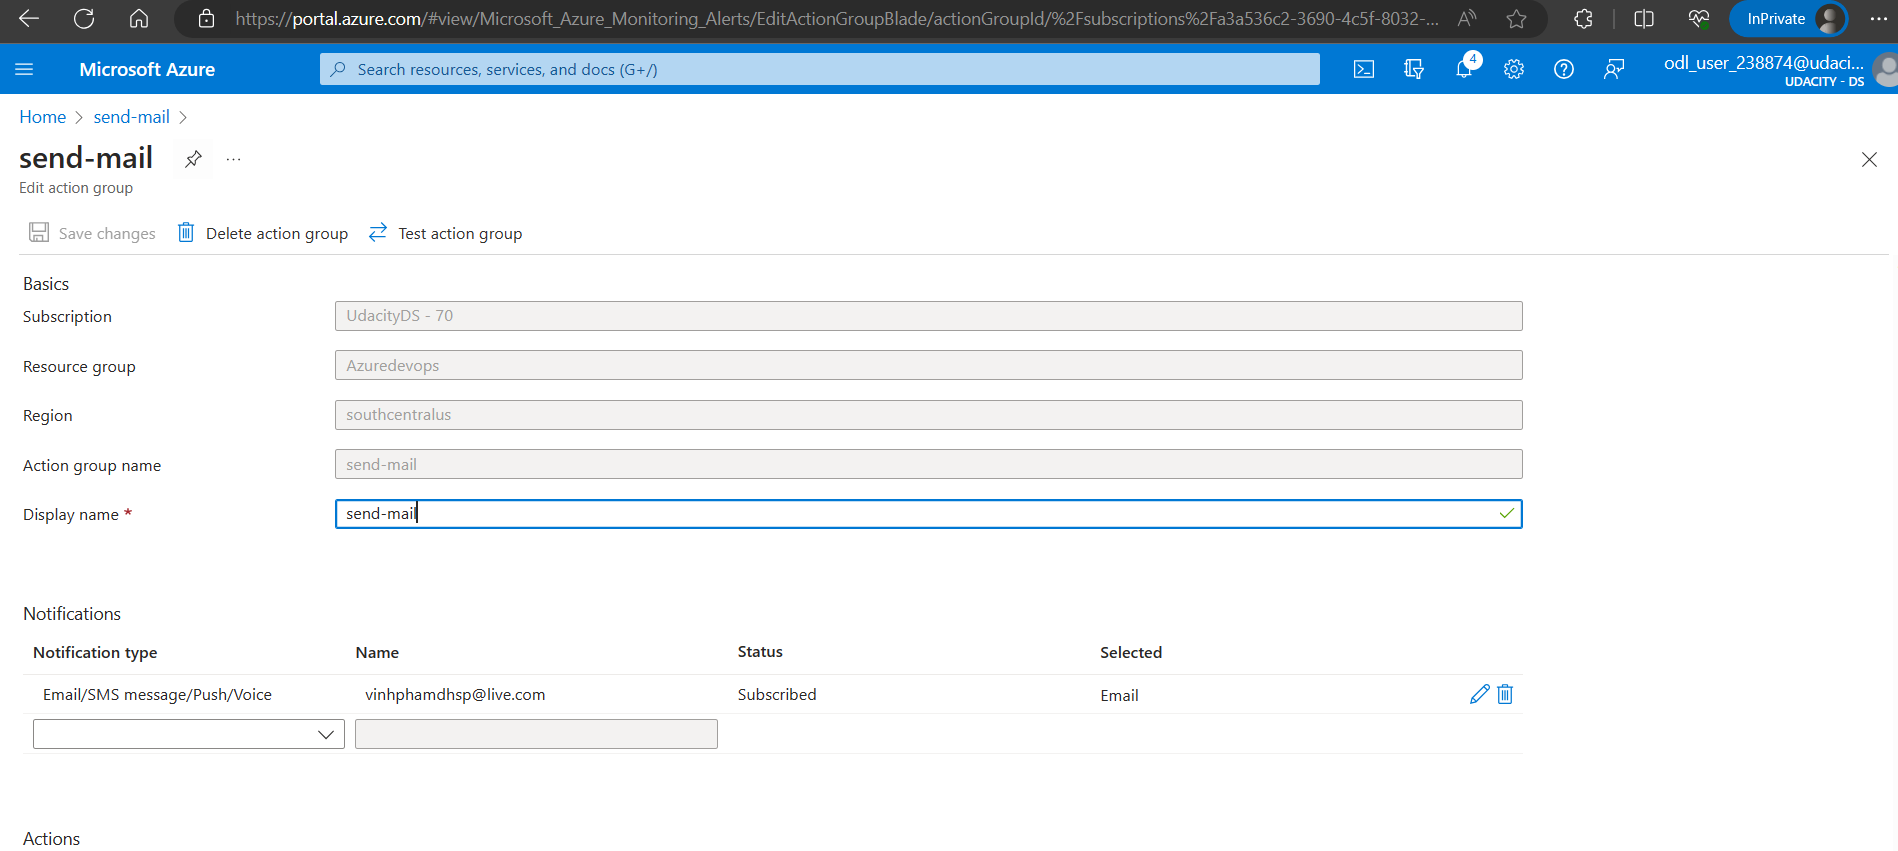 https://portal.azure.com/#view/Microsoft_Azure_Monitoring_Alerts/EditActionGroupBlade/actionGroupId/%2Fsubscriptions%2Fa3a536c2-3690-4c5f-8032-...
InPrivate
Microsoft Azure
Search resources, services, and docs (G+/)
4
odl_user_238874@udaci...
UDACITY - DS
Home > send-mail >
send-mail
...
Edit action group
Save changes
Delete action group
Test action group
Basics
Subscription
UdacityDS - 70
Resource group
Azuredevops
Region
southcentralus
Action group name
send-mail
Display name *
send-mail
Notifications
Notification type Name Status Selected
Email/SMS message/Push/Voice vinhphamdhsp@live.com Subscribed Email
Actions